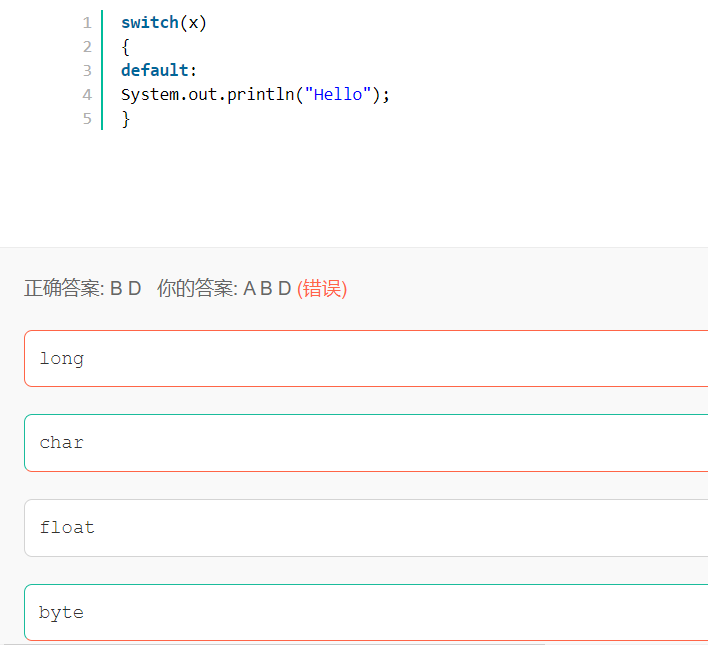 1 switch(x)
2 {
3 default:
4 System.out.println("Hello");
5 }
正确答案: B D 你的答案: A B D (错误)
long
char
float
byte